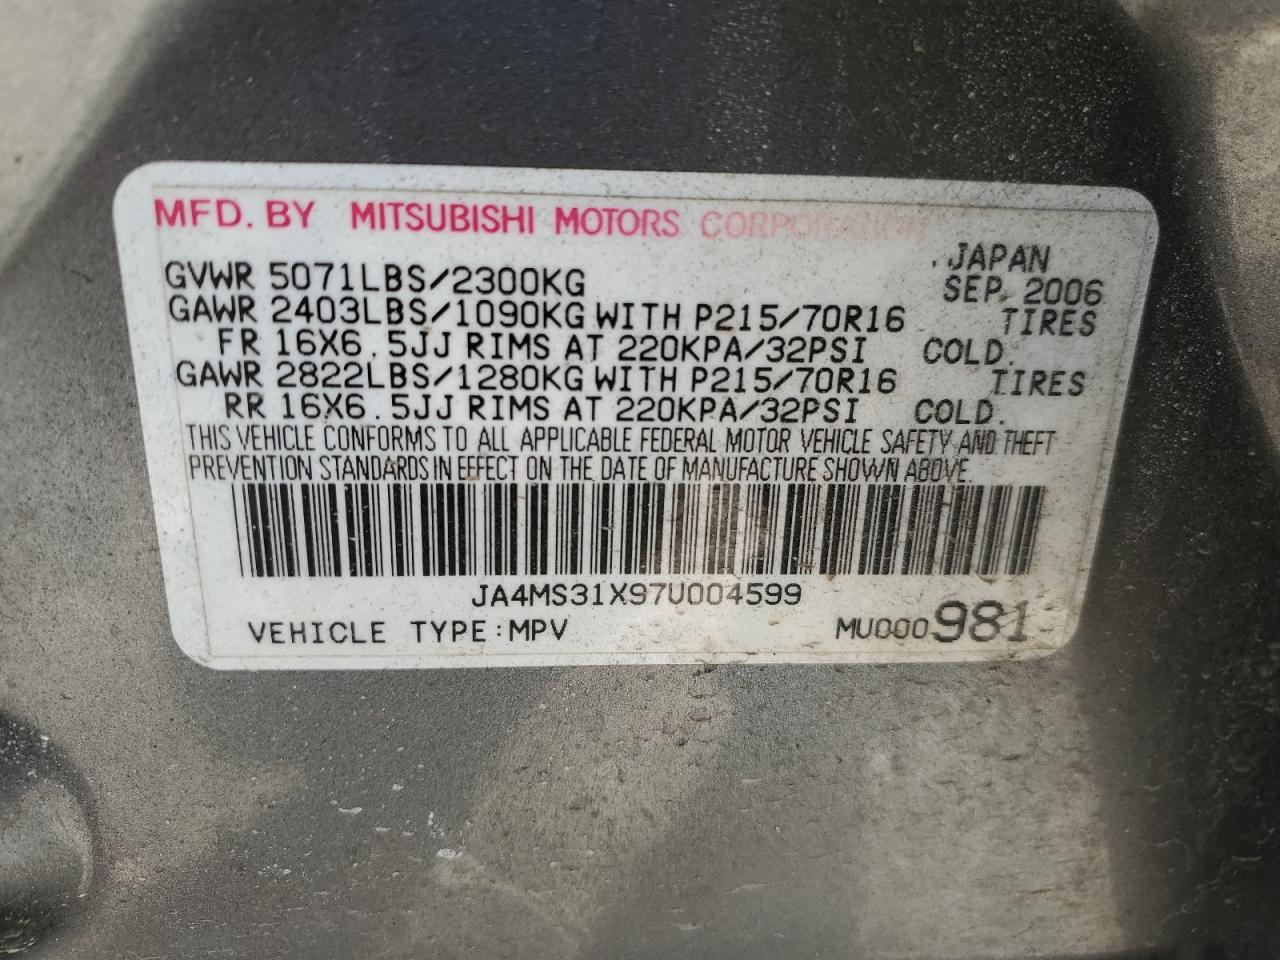 MFD. BY MITSUBISHI MOTORS CORPORATION
JAPAN
GVWR 5071LBS/2300KG SEP. 2006
GAWR 2403LBS/1090KG WITH P215/70R16 TIRES
FR 16X6.5JJ RIMS AT 220KPA/32PSI COLD.
GAWR 2822LBS/1280KG WITH P215/70R16 TIRES
RR 16X6.5JJ RIMS AT 220KPA/32PSI COLD.
THIS VEHICLE CONFORMS TO ALL APPLICABLE FEDERAL MOTOR VEHICLE SAFETY AND THEFT
PREVENTION STANDARDS IN EFFECT ON THE DATE OF MANUFACTURE SHOWN ABOVE.
JA4MS31X97U004599
VEHICLE TYPE:MPV MU000981